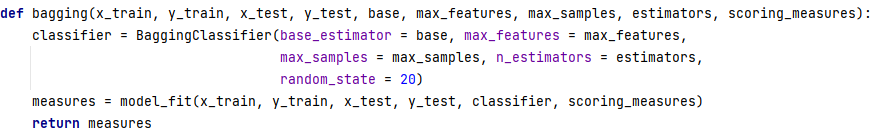 def bagging(x_train, y_train, x_test, y_test, base, max_features, max_samples, estimators, scoring_measures):
    classifier = BaggingClassifier(base_estimator = base, max_features = max_features,
                                   max_samples = max_samples, n_estimators = estimators,
                                   random_state = 20)
    measures = model_fit(x_train, y_train, x_test, y_test, classifier, scoring_measures)
    return measures